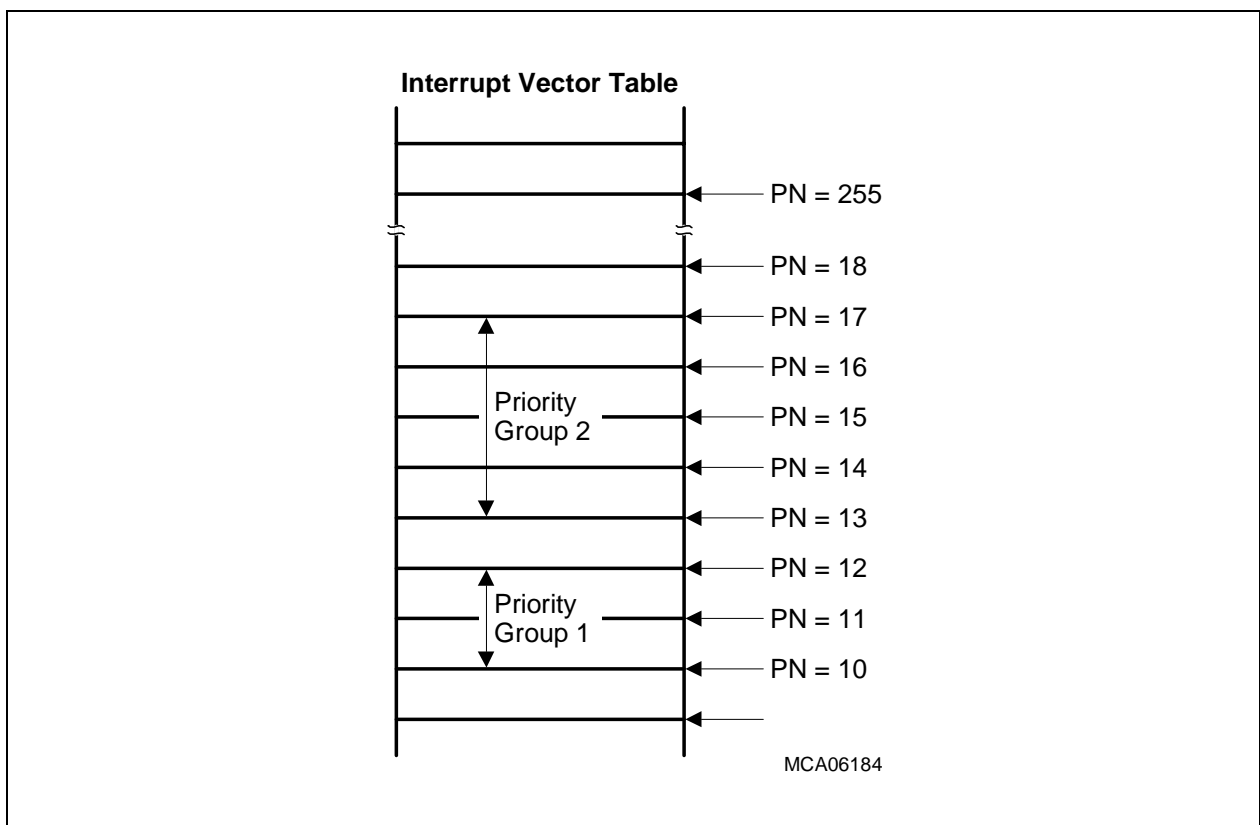 Interrupt Vector Table
PN = 255
PN = 18
PN = 17
PN = 16
Priority
Group 2
PN = 15
PN = 14
PN = 13
PN = 12
Priority
Group 1
PN = 11
PN = 10
MCA06184